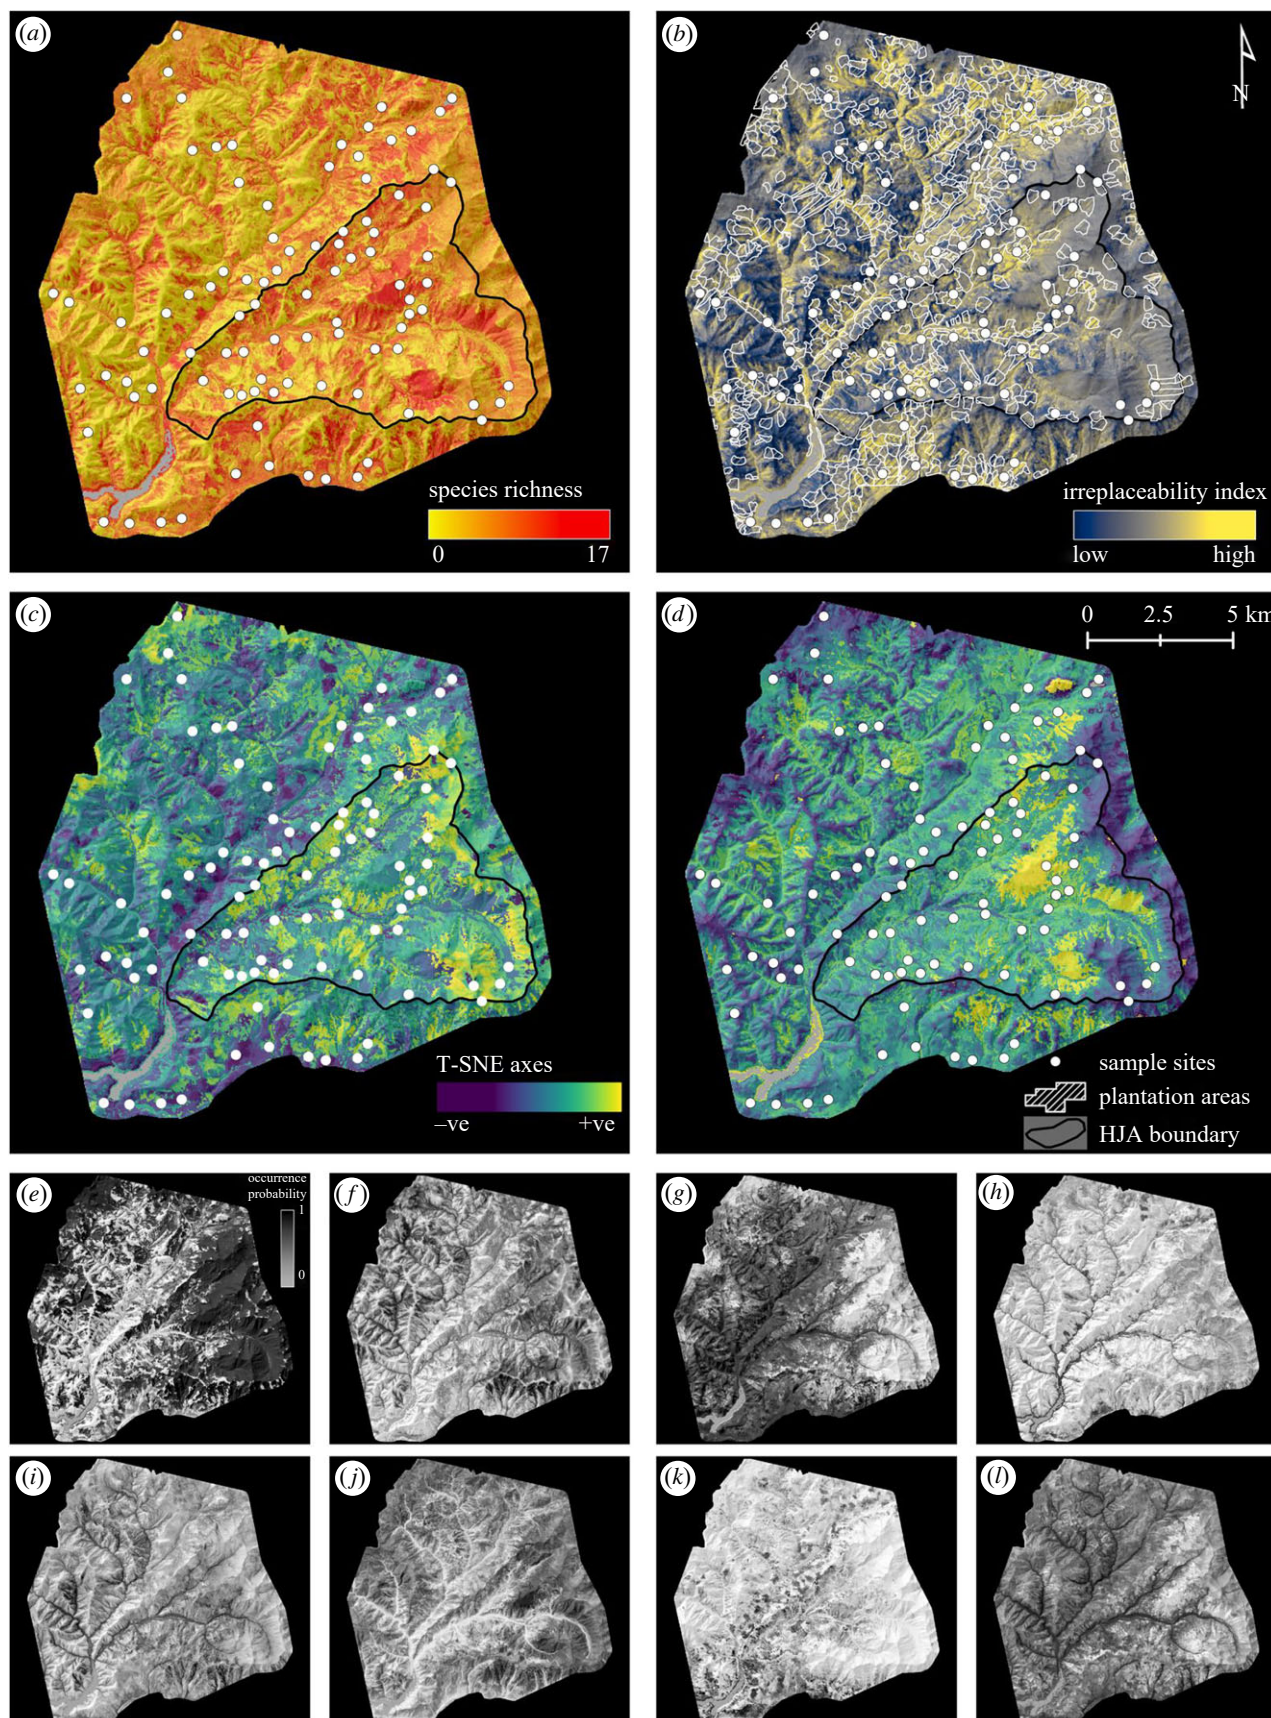 (a)
species richness
0 17
(b)
N
irreplaceability index
low high
(c)
T-SNE axes
–ve +ve
(d)
0 2.5 5 km
sample sites
plantation areas
HJA boundary
(e)
occurrence
probability
1
0
(f)
(g)
(h)
(i)
(j)
(k)
(l)